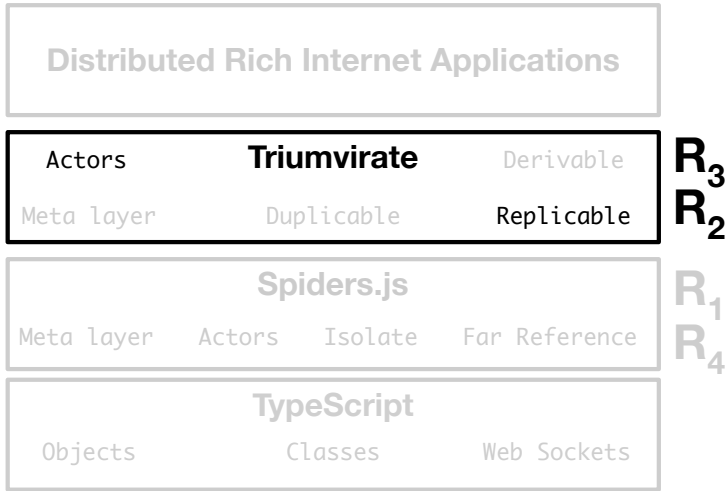 Distributed Rich Internet Applications
Actors Triumvirate Derivable R3
Meta layer Duplicable Replicable R2
Spiders.js R1
Meta layer Actors Isolate Far Reference R4
TypeScript
Objects Classes Web Sockets